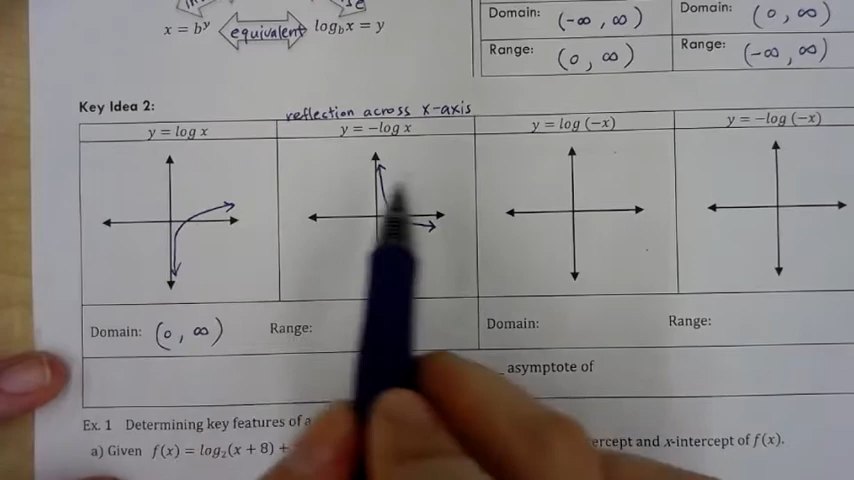 x = b^y equivalent log_b x = y
Domain: (-∞, ∞) Domain: (0, ∞)
Range: (0, ∞) Range: (-∞, ∞)
Key Idea 2:
reflection across x-axis
y = log x y = −log x y = log (−x) y = −log (−x)
Domain: (0, ∞) Range: Domain: Range:
_ asymptote of
Ex. 1 Determining key features of a
and x-intercept of f(x).
a) Given f(x) = log₂(x + 8) +